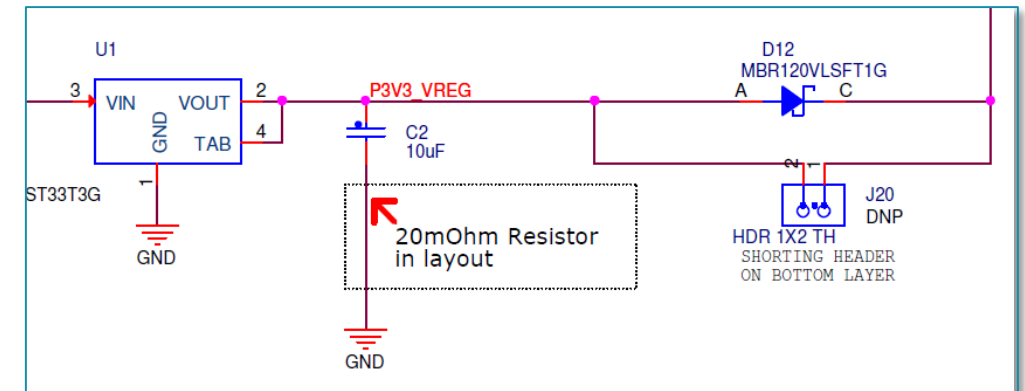 U1
3
VIN
VOUT
2
GND
TAB
4
1
ST33T3G
GND
P3V3_VREG
C2
10uF
20mOhm Resistor
in layout
GND
D12
MBR120VLSFT1G
A
C
2
1
J20
DNP
HDR 1X2 TH
SHORTING HEADER
ON BOTTOM LAYER